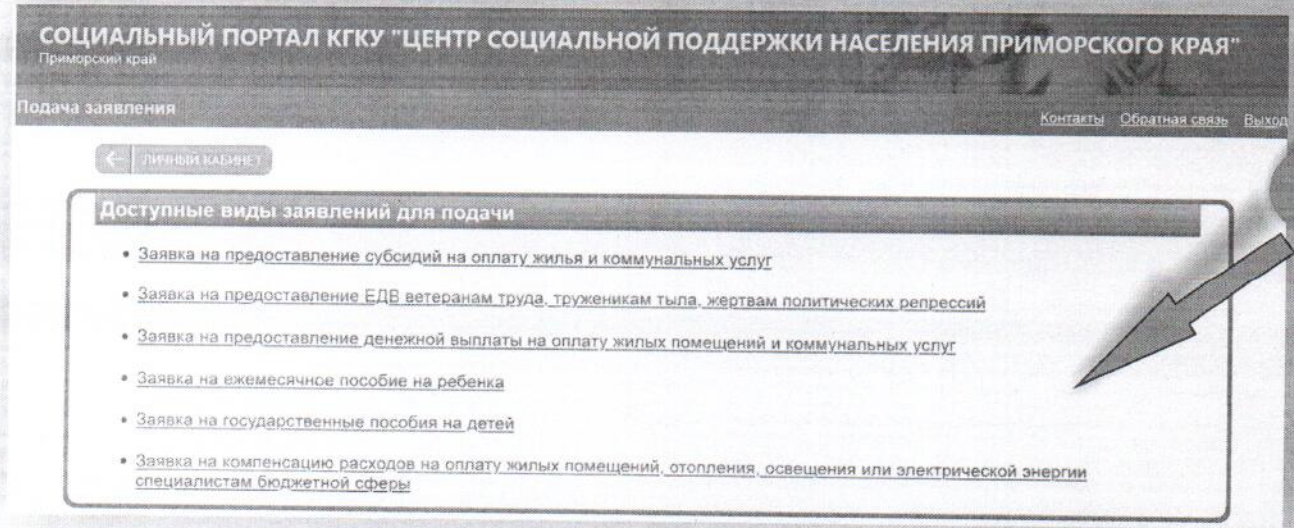 СОЦИАЛЬНЫЙ ПОРТАЛ КГКУ "ЦЕНТР СОЦИАЛЬНОЙ ПОДДЕРЖКИ НАСЕЛЕНИЯ ПРИМОРСКОГО КРАЯ"
Приморский край
Подача заявления
Контакты Обратная связь Выход
ЛИЧНЫЙ КАБИНЕТ
Доступные виды заявлений для подачи
• Заявка на предоставление субсидий на оплату жилья и коммунальных услуг
• Заявка на предоставление ЕДВ ветеранам труда, труженикам тыла, жертвам политических репрессий
• Заявка на предоставление денежной выплаты на оплату жилых помещений и коммунальных услуг
• Заявка на ежемесячное пособие на ребенка
• Заявка на государственные пособия на детей
• Заявка на компенсацию расходов на оплату жилых помещений, отопления, освещения или электрической энергии
специалистам бюджетной сферы